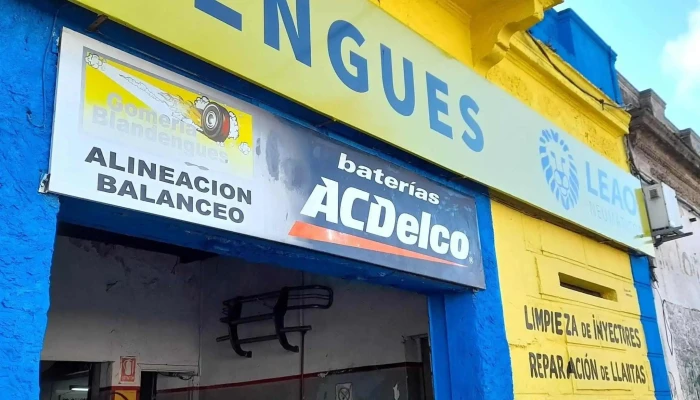 ENGUES
LEAO
Gomería
Blandengues
ALINEACION
BALANCEO
baterías
ACDelco
LIMPIEZA DE INYECTORES
REPARACIÓN DE LLANTAS